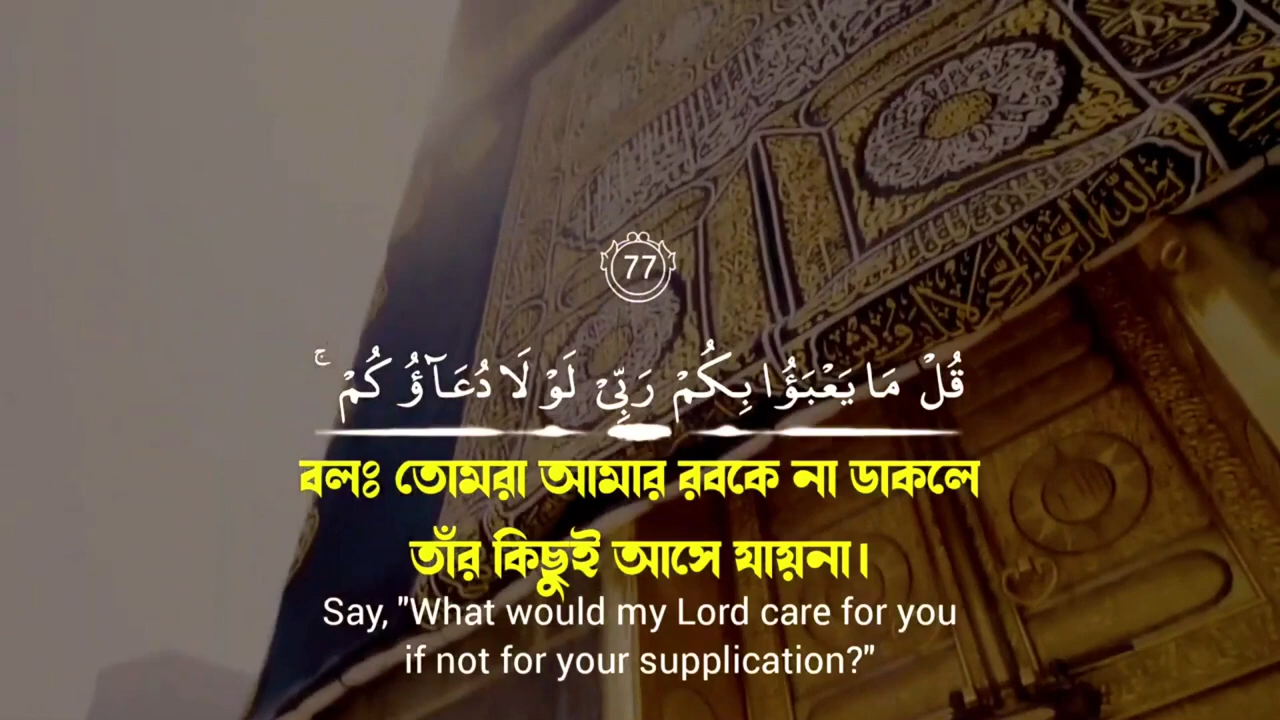 77
قُلْ مَا يَعْبَؤُا بِكُمْ رَبِّىْ لَوْ لَا دُعَآؤُكُمْ ۚ
বলঃ তোমরা আমার রবকে না ডাকলে
তাঁর কিছুই আসে যায়না।
Say, "What would my Lord care for you
if not for your supplication?"